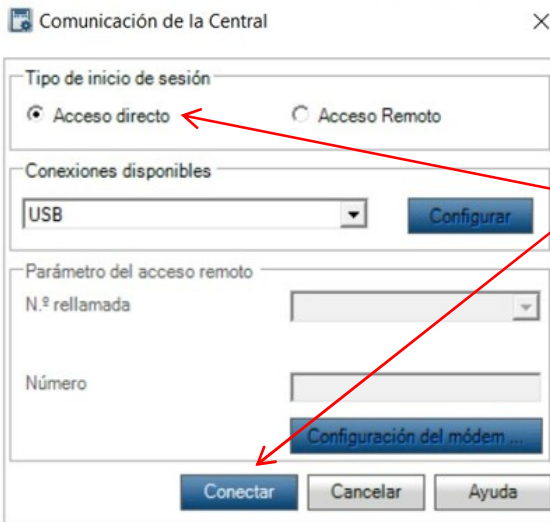 Comunicación de la Central
Tipo de inicio de sesión
Acceso directo Acceso Remoto
Conexiones disponibles
USB Configurar
Parámetro del acceso remoto
N.º rellamada
Número
Configuración del módem ...
Conectar Cancelar Ayuda